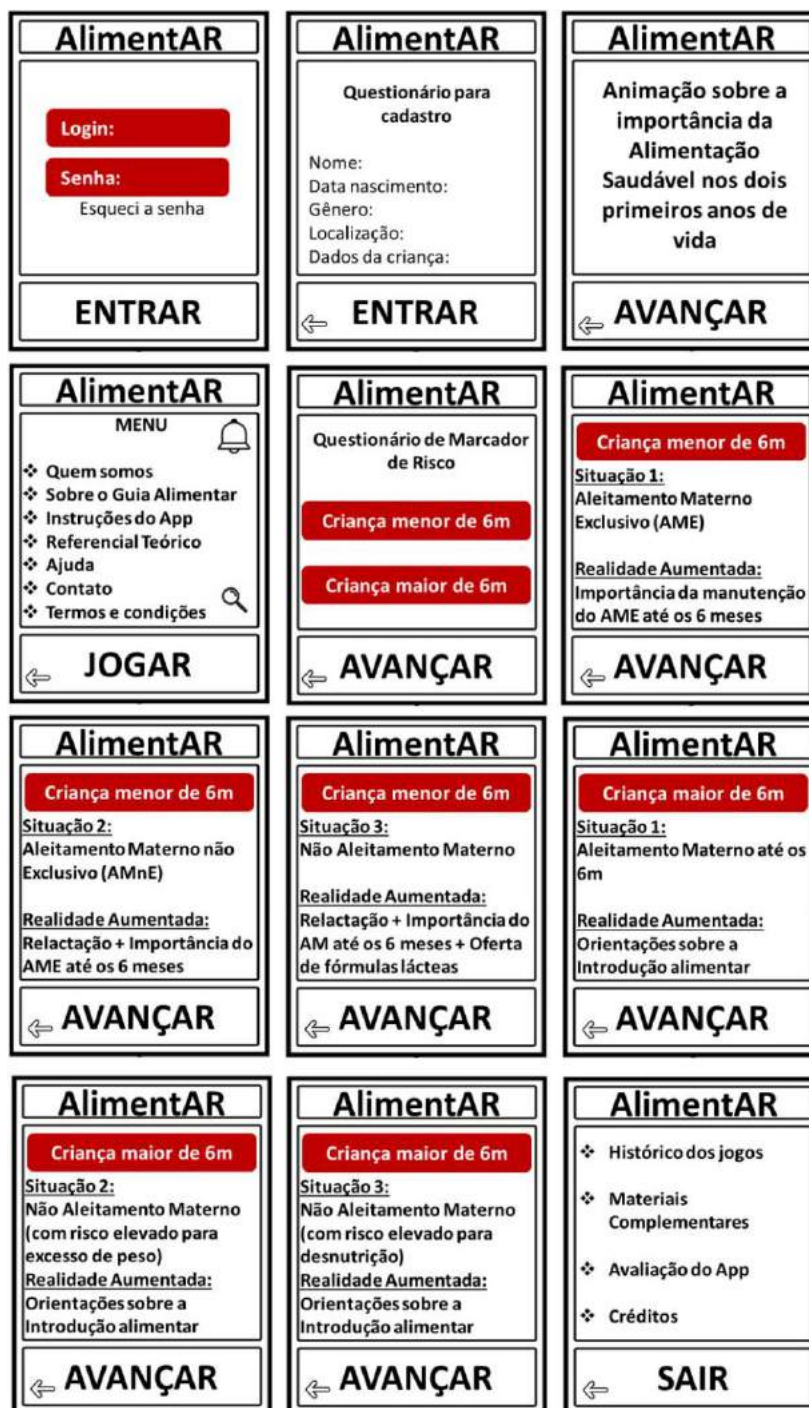 AlimentAR
Login:
Senha:
Esqueci a senha
ENTRAR
AlimentAR
Questionário para
cadastro
Nome:
Data nascimento:
Gênero:
Localização:
Dados da criança:
ENTRAR
AlimentAR
Animação sobre a
importância da
Alimentação
Saudável nos dois
primeiros anos de
vida
AVANÇAR
AlimentAR
MENU
Quem somos
Sobre o Guia Alimentar
Instruções do App
Referencial Teórico
Ajuda
Contato
Termos e condições
JOGAR
AlimentAR
Questionário de Marcador
de Risco
Criança menor de 6m
Criança maior de 6m
AVANÇAR
AlimentAR
Criança menor de 6m
Situação 1:
Aleitamento Materno
Exclusivo (AME)
Realidade Aumentada:
Importância da manutenção
do AME até os 6 meses
AVANÇAR
AlimentAR
Criança menor de 6m
Situação 2:
Aleitamento Materno não
Exclusivo (AMnE)
Realidade Aumentada:
Relactação + Importância do
AME até os 6 meses
AVANÇAR
AlimentAR
Criança menor de 6m
Situação 3:
Não Aleitamento Materno
Realidade Aumentada:
Relactação + Importância do
AM até os 6 meses + Oferta
de fórmulas lácteas
AVANÇAR
AlimentAR
Criança maior de 6m
Situação 1:
Aleitamento Materno até os
6m
Realidade Aumentada:
Orientações sobre a
Introdução alimentar
AVANÇAR
AlimentAR
Criança maior de 6m
Situação 2:
Não Aleitamento Materno
(com risco elevado para
excesso de peso)
Realidade Aumentada:
Orientações sobre a
Introdução alimentar
AVANÇAR
AlimentAR
Criança maior de 6m
Situação 3:
Não Aleitamento Materno
(com risco elevado para
desnutrição)
Realidade Aumentada:
Orientações sobre a
Introdução alimentar
AVANÇAR
AlimentAR
Histórico dos jogos
Materiais
Complementares
Avaliação do App
Créditos
SAIR